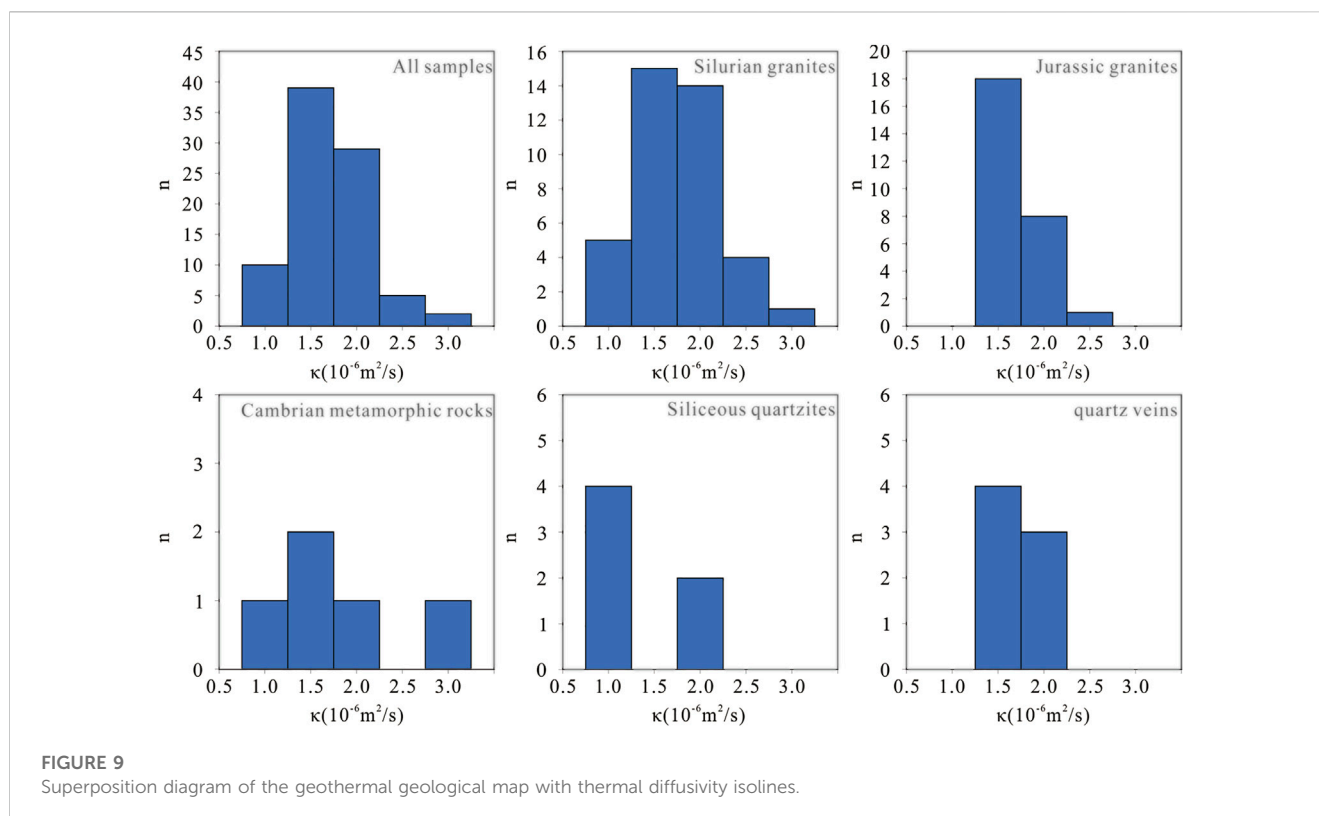 All samples
45
40
35
30
25
20
15
10
5
0
n
0.5 1.0 1.5 2.0 2.5 3.0
κ(10⁻⁶m²/s)
Silurian granites
16
14
12
10
8
6
4
2
0
n
0.5 1.0 1.5 2.0 2.5 3.0
κ(10⁻⁶m²/s)
Jurassic granites
20
18
16
14
12
10
8
6
4
2
0
n
0.5 1.0 1.5 2.0 2.5 3.0
κ(10⁻⁶m²/s)
Cambrian metamorphic rocks
4
3
2
1
0
n
0.5 1.0 1.5 2.0 2.5 3.0
κ(10⁻⁶m²/s)
Siliceous quartzites
6
5
4
3
2
1
0
n
0.5 1.0 1.5 2.0 2.5 3.0
κ(10⁻⁶m²/s)
quartz veins
6
5
4
3
2
1
0
n
0.5 1.0 1.5 2.0 2.5 3.0
κ(10⁻⁶m²/s)
FIGURE 9
Superposition diagram of the geothermal geological map with thermal diffusivity isolines.